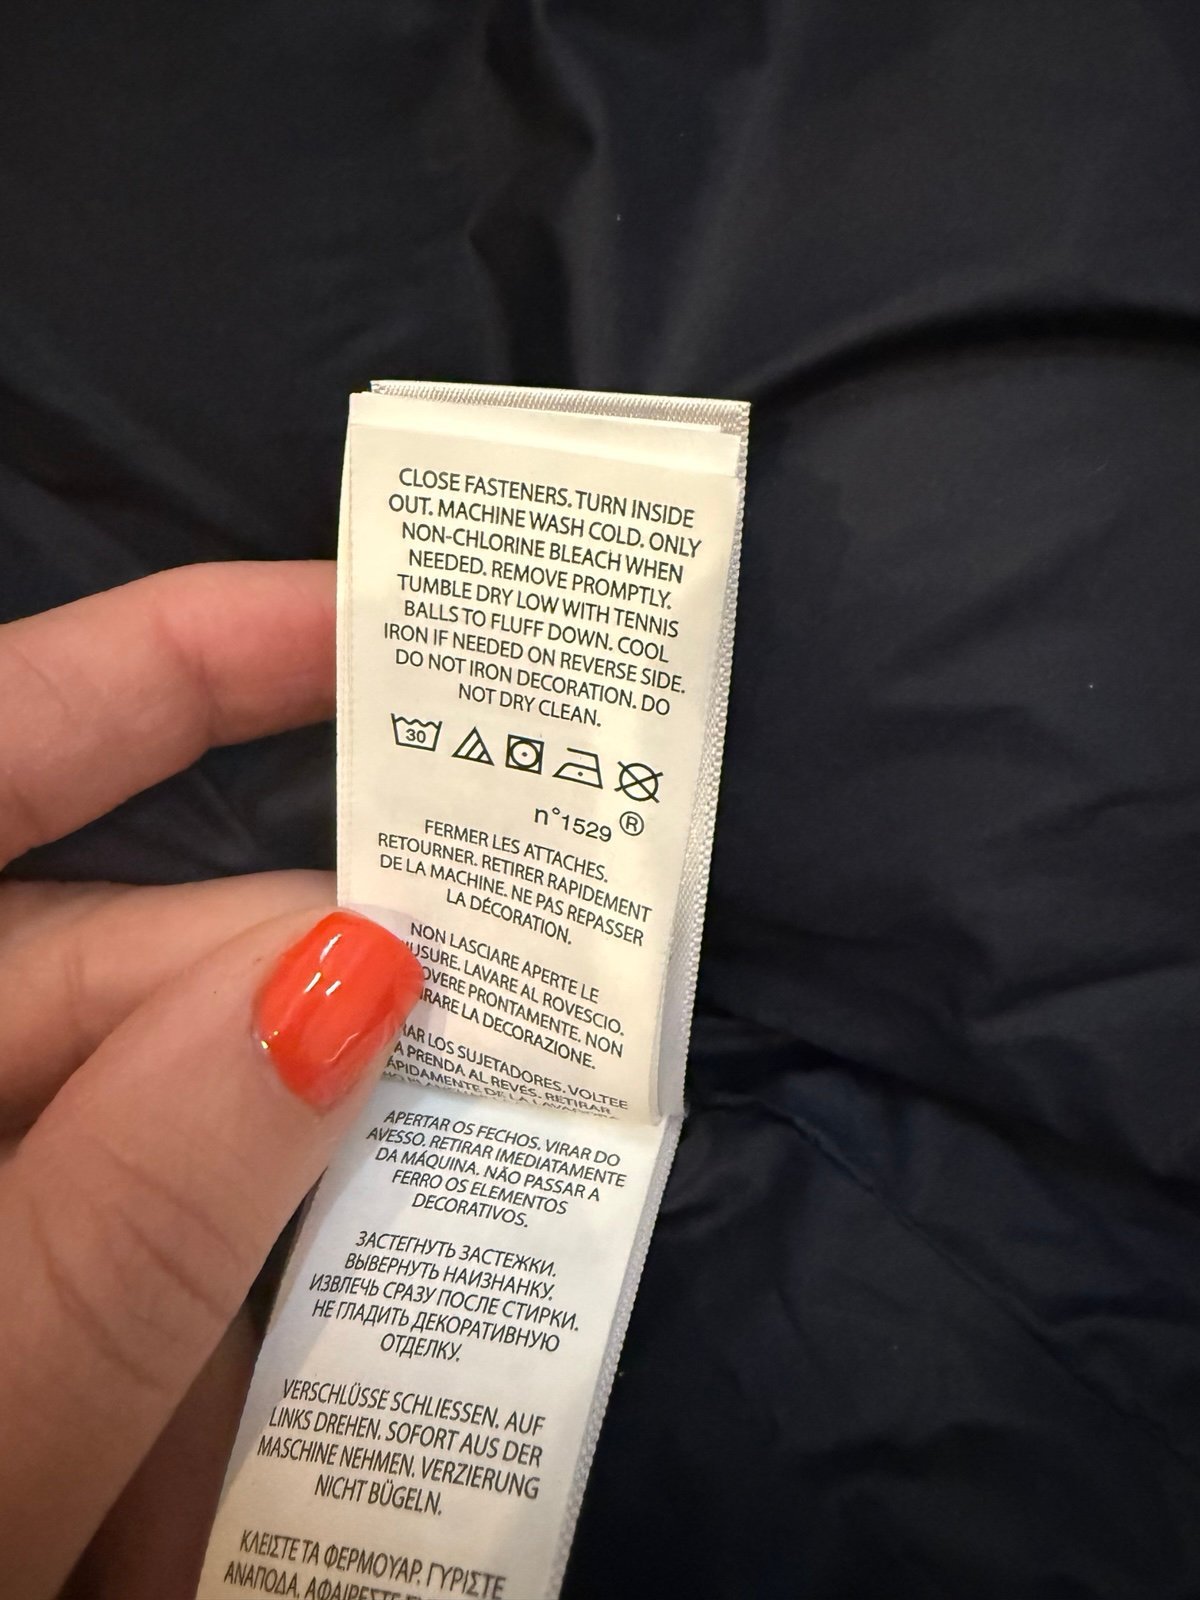 CLOSE FASTENERS. TURN INSIDE
OUT. MACHINE WASH COLD. ONLY
NON-CHLORINE BLEACH WHEN
NEEDED. REMOVE PROMPTLY.
TUMBLE DRY LOW WITH TENNIS
BALLS TO FLUFF DOWN. COOL
IRON IF NEEDED ON REVERSE SIDE.
DO NOT IRON DECORATION. DO
NOT DRY CLEAN.
30
n°1529 ®
FERMER LES ATTACHES.
RETOURNER. RETIRER RAPIDEMENT
DE LA MACHINE. NE PAS REPASSER
LA DÉCORATION.
NON LASCIARE APERTE LE
LAVARE AL ROVESCIO.
PRONTAMENTE. NON
LA DECORAZIONE.
LOS SUJETADORES. VOLTEE
PRENDA AL REVÉS. RETIRAR
DE LA
APERTAR OS FECHOS. VIRAR DO
AVESSO. RETIRAR IMEDIATAMENTE
DA MÁQUINA. NÃO PASSAR A
FERRO OS ELEMENTOS
DECORATIVOS.
ЗАСТЕГНУТЬ ЗАСТЕЖКИ.
ВЫВЕРНУТЬ НАИЗНАНКУ.
ИЗВЛЕЧЬ СРАЗУ ПОСЛЕ СТИРКИ.
НЕ ГЛАДИТЬ ДЕКОРАТИВНУЮ
ОТДЕЛКУ.
VERSCHLÜSSE SCHLIESSEN. AUF
LINKS DREHEN. SOFORT AUS DER
MASCHINE NEHMEN. VERZIERUNG
NICHT BÜGELN.
ΚΛΕΙΣΤΕ ΤΑ ΦΕΡΜΟΥΑΡ. ΓΥΡΙΣΤΕ
ΑΝΑΠΟΔΑ. ΑΦΑΙΡΕΣΤΕ